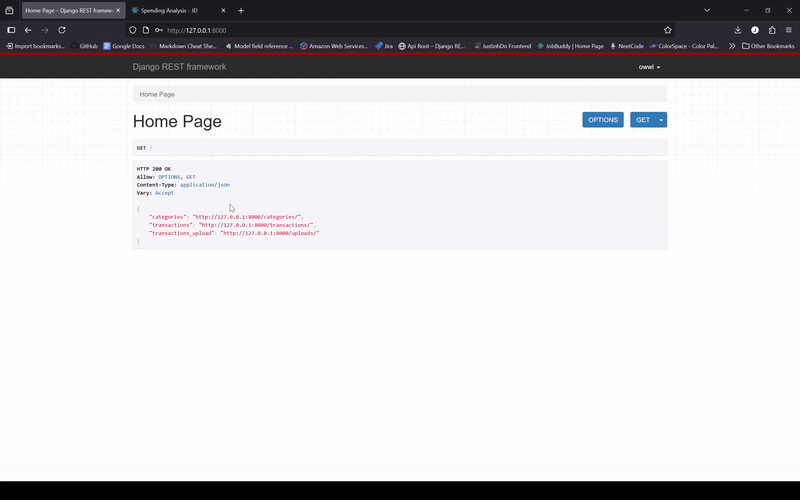 Home Page – Django REST framew
Spending Analysis - JD
http://127.0.0.1:8000
Import bookmarks...
GitHub
Google Docs
Markdown Cheat She...
Model field reference ...
Amazon Web Services...
Jira
Api Root – Django RE...
JustinhDo Frontend
JobBuddy | Home Page
NeetCode
ColorSpace - Color Pal...
Other Bookmarks
Django REST framework
owwl
Home Page
Home Page
OPTIONS
GET
GET /
HTTP 200 OK
Allow: OPTIONS, GET
Content-Type: application/json
Vary: Accept
{
"categories": "http://127.0.0.1:8000/categories/",
"transactions": "http://127.0.0.1:8000/transactions/",
"transactions_upload": "http://127.0.0.1:8000/uploads/"
}